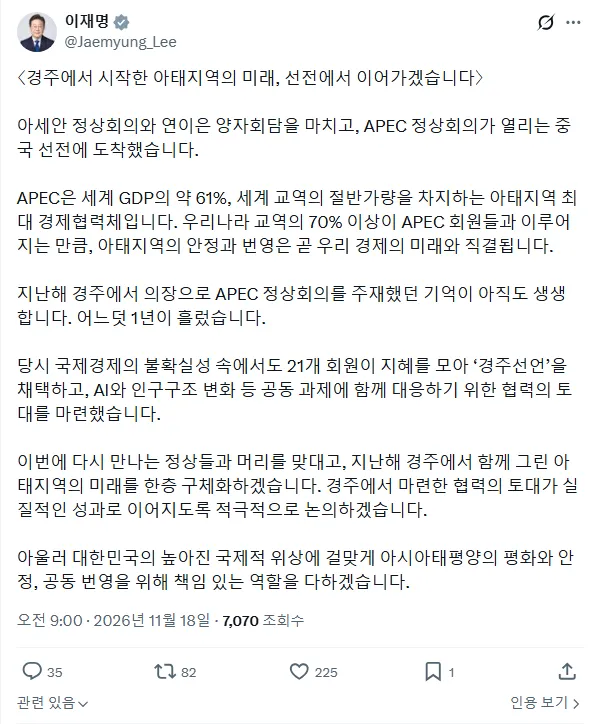 이재명
@Jaemyung_Lee
〈경주에서 시작한 아태지역의 미래, 선전에서 이어가겠습니다〉
아세안 정상회의와 연이은 양자회담을 마치고, APEC 정상회의가 열리는 중
국 선전에 도착했습니다.
APEC은 세계 GDP의 약 61%, 세계 교역의 절반가량을 차지하는 아태지역 최
대 경제협력체입니다. 우리나라 교역의 70% 이상이 APEC 회원들과 이루어
지는 만큼, 아태지역의 안정과 번영은 곧 우리 경제의 미래와 직결됩니다.
지난해 경주에서 의장으로 APEC 정상회의를 주재했던 기억이 아직도 생생
합니다. 어느덧 1년이 흘렀습니다.
당시 국제경제의 불확실성 속에서도 21개 회원이 지혜를 모아 ‘경주선언’을
채택하고, AI와 인구구조 변화 등 공동 과제에 함께 대응하기 위한 협력의 토
대를 마련했습니다.
이번에 다시 만나는 정상들과 머리를 맞대고, 지난해 경주에서 함께 그린 아
태지역의 미래를 한층 구체화하겠습니다. 경주에서 마련한 협력의 토대가 실
질적인 성과로 이어지도록 적극적으로 논의하겠습니다.
아울러 대한민국의 높아진 국제적 위상에 걸맞게 아시아태평양의 평화와 안
정, 공동 번영을 위해 책임 있는 역할을 다하겠습니다.
오전 9:00 · 2026년 11월 18일 · 7,070 조회수
35 82 225 1
관련 있음 인용 보기